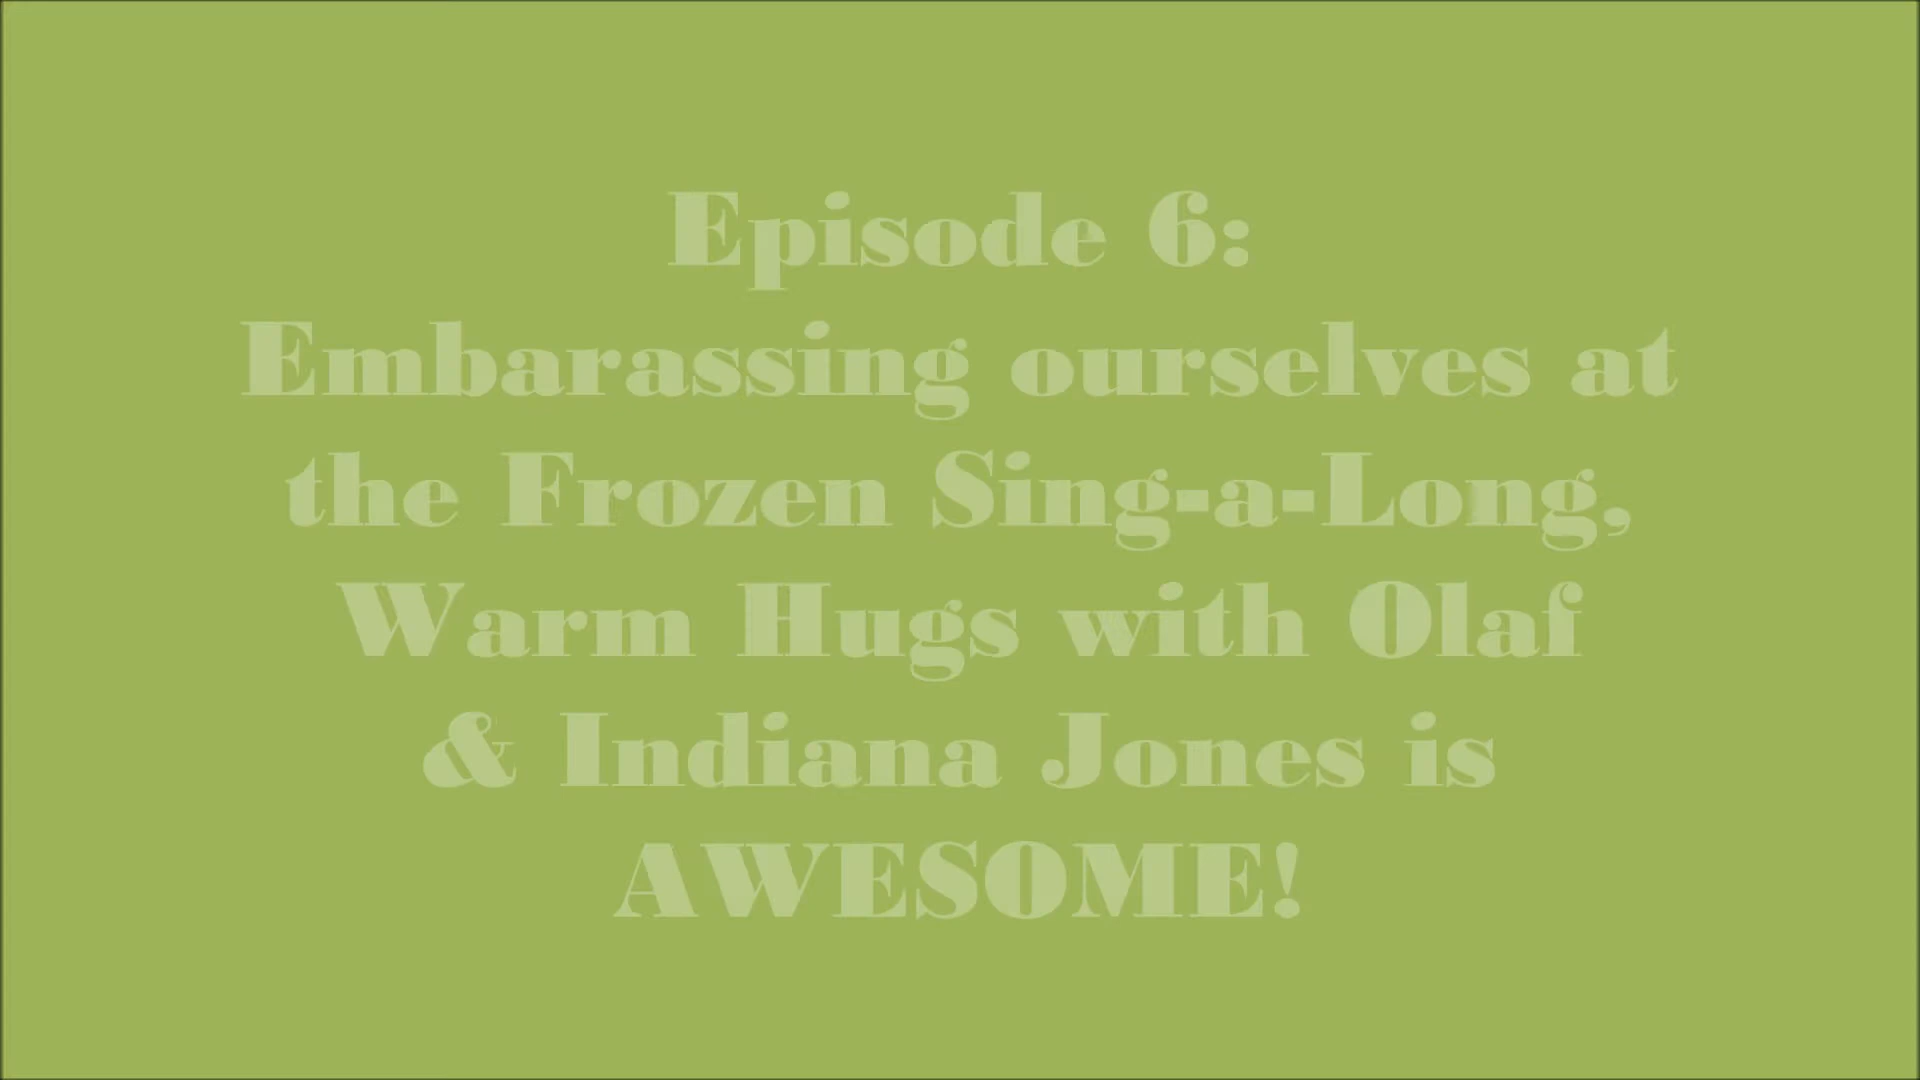 Episode 6:
Embarassing ourselves at
the Frozen Sing-a-Long,
Warm Hugs with Olaf
& Indiana Jones is
AWESOME!